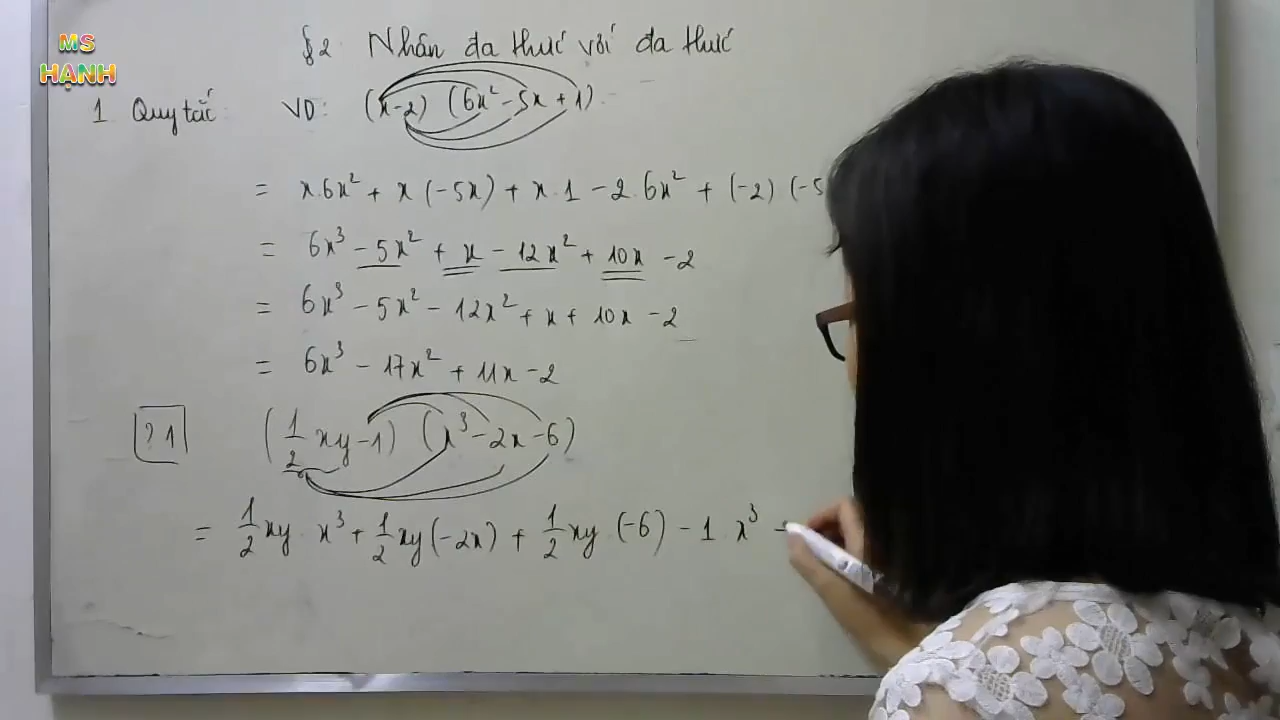 MS
HẠNH
§2. Nhân đa thức với đa thức
1 Quy tắc VD: (x-2) (6x²-5x+1).
= x.6x² + x(-5x) + x.1 - 2.6x² + (-2)(-5
= 6x³ - 5x² + x - 12x² + 10x - 2
= 6x³ - 5x² - 12x² + x + 10x - 2
= 6x³ - 17x² + 11x - 2
?1 (1/2 xy - 1) (x³ - 2x - 6)
= 1/2 xy . x³ + 1/2 xy (-2x) + 1/2 xy . (-6) - 1 . x³ +